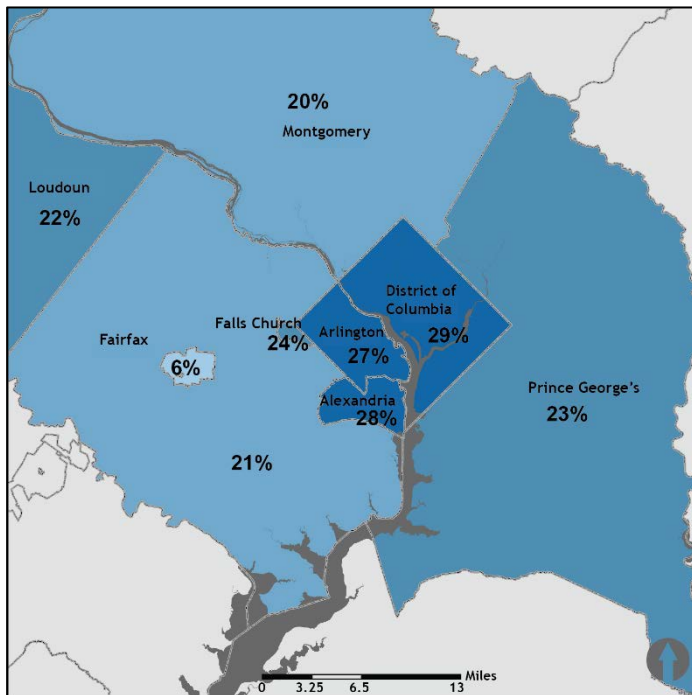 20%
Montgomery
Loudoun
22%
District of
Columbia
29%
Falls Church
24%
Arlington
27%
Fairfax
6%
Alexandria
28%
Prince George's
23%
21%
Miles
0 3.25 6.5 13